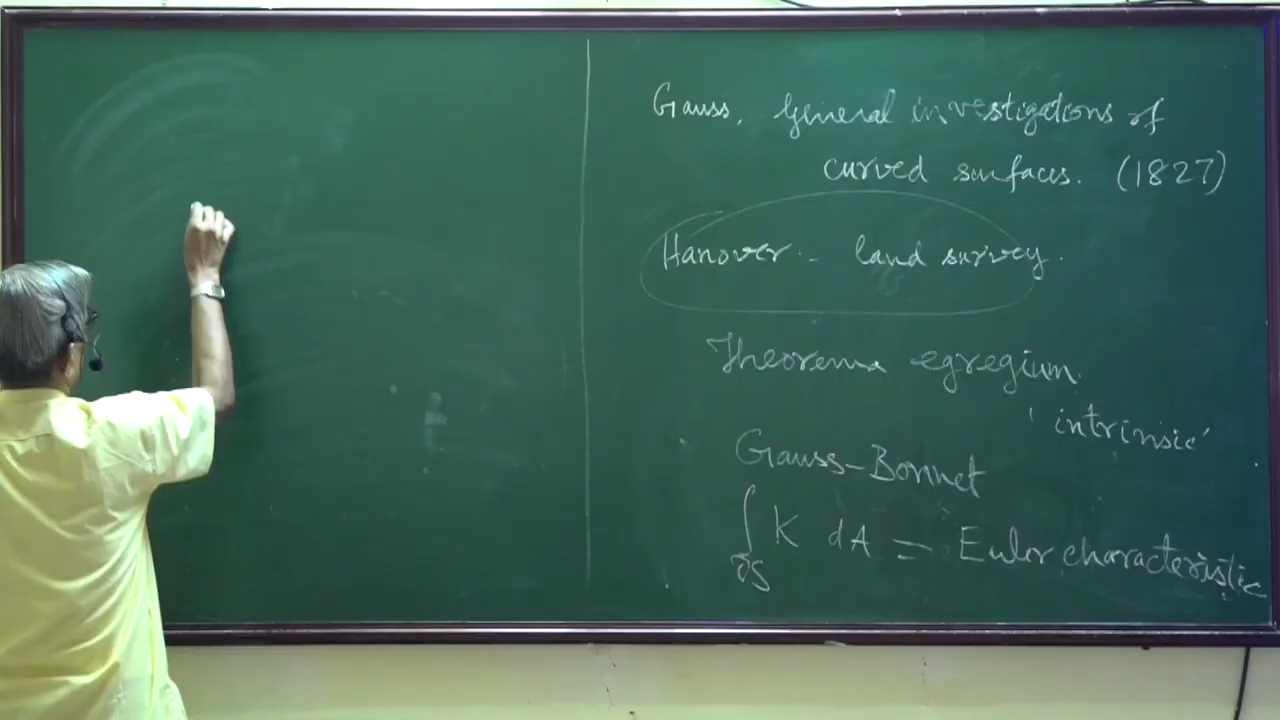 Gauss, General investigations of
curved surfaces. (1827)
Hanover :- land survey.
Theorema egregium.
'intrinsic'
Gauss-Bonnet
∫∂S K dA = Euler characteristic